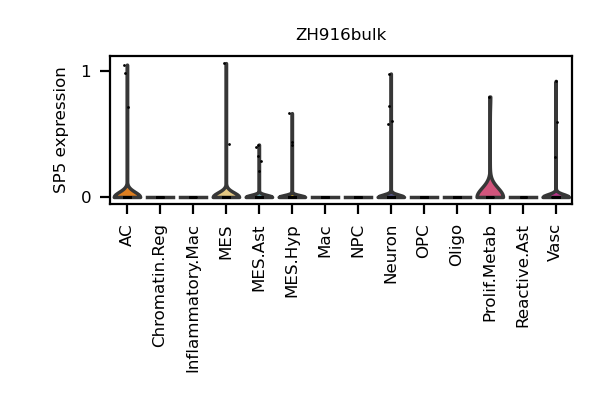 ZH916bulk
SP5 expression
1
0
AC
Chromatin.Reg
Inflammatory.Mac
MES
MES.Ast
MES.Hyp
Mac
NPC
Neuron
OPC
Oligo
Prolif.Metab
Reactive.Ast
Vasc